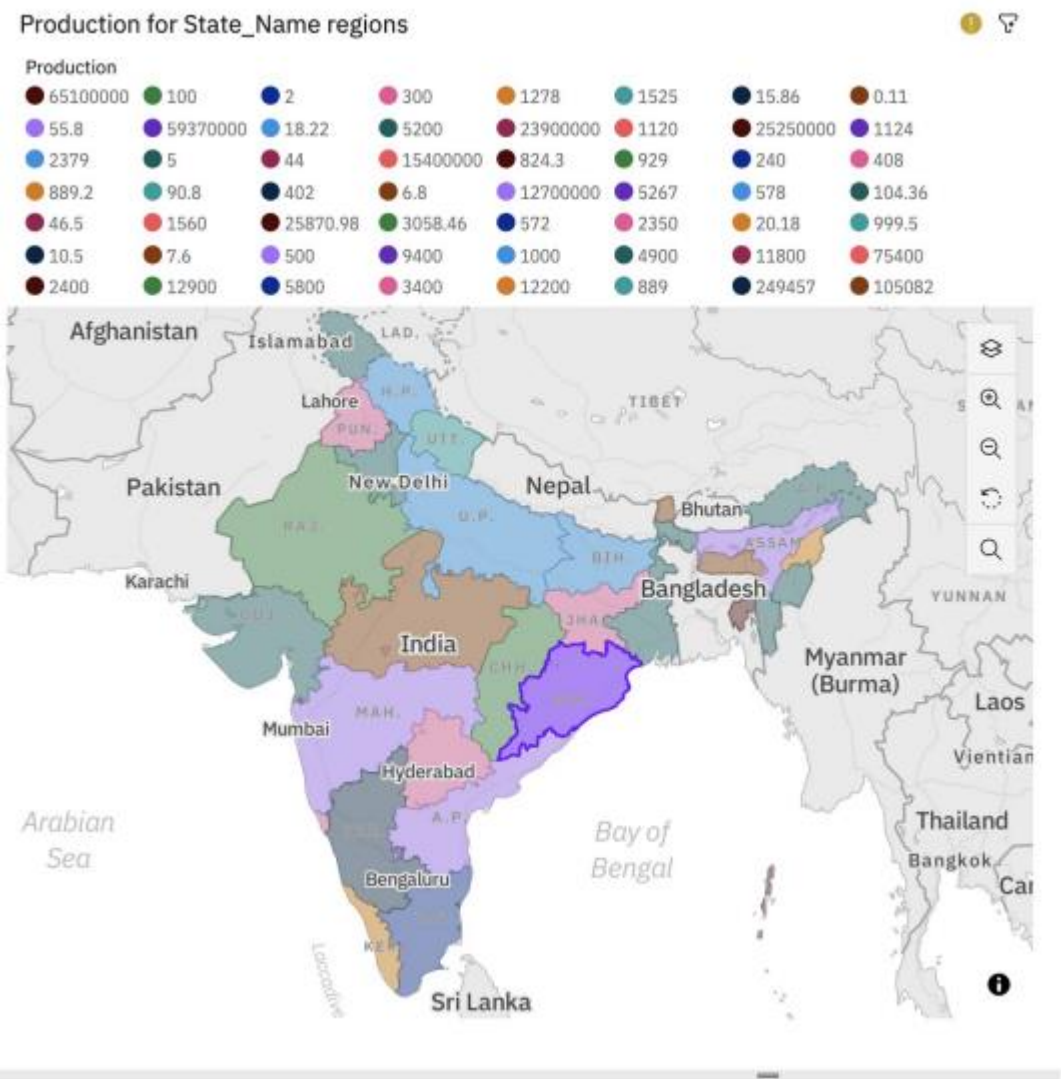 Production for State_Name regions
Production
65100000 100 2 300 1278 1525 15.86 0.11
55.8 59370000 18.22 5200 23900000 1120 25250000 1124
2379 5 44 15400000 824.3 929 240 408
889.2 90.8 402 6.8 12700000 5267 578 104.36
46.5 1560 25870.98 3058.46 572 2350 20.18 999.5
10.5 7.6 500 9400 1000 4900 11800 75400
2400 12900 5800 3400 12200 889 249457 105082
Afghanistan
Islamabad
LAD.
H.P.
Lahore
TIBET
PUN.
UTT.
New Delhi
Pakistan
Nepal
Bhutan
RAJ.
U.P.
ASSAM
BIH.
Karachi
Bangladesh
YUNNAN
GUJ.
JHA.
India
Myanmar
(Burma)
CHH.
Laos
MAH.
Mumbai
Vientian
Hyderabad
Arabian
Sea
A.P.
Bay of
Bengal
Thailand
Bangkok
Bengaluru
Car
KER
Laccadive
Sri Lanka